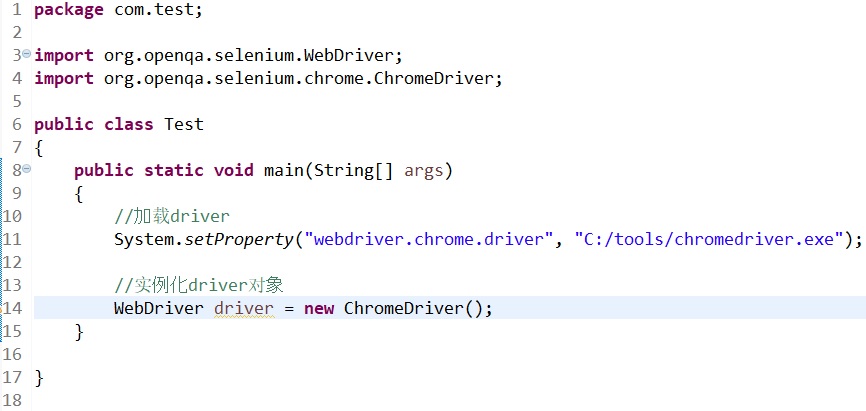 1 package com.test;
2
3 import org.openqa.selenium.WebDriver;
4 import org.openqa.selenium.chrome.ChromeDriver;
5
6 public class Test
7 {
8 public static void main(String[] args)
9 {
10 //加载driver
11 System.setProperty("webdriver.chrome.driver", "C:/tools/chromedriver.exe");
12
13 //实例化driver对象
14 WebDriver driver = new ChromeDriver();
15 }
16
17 }
18